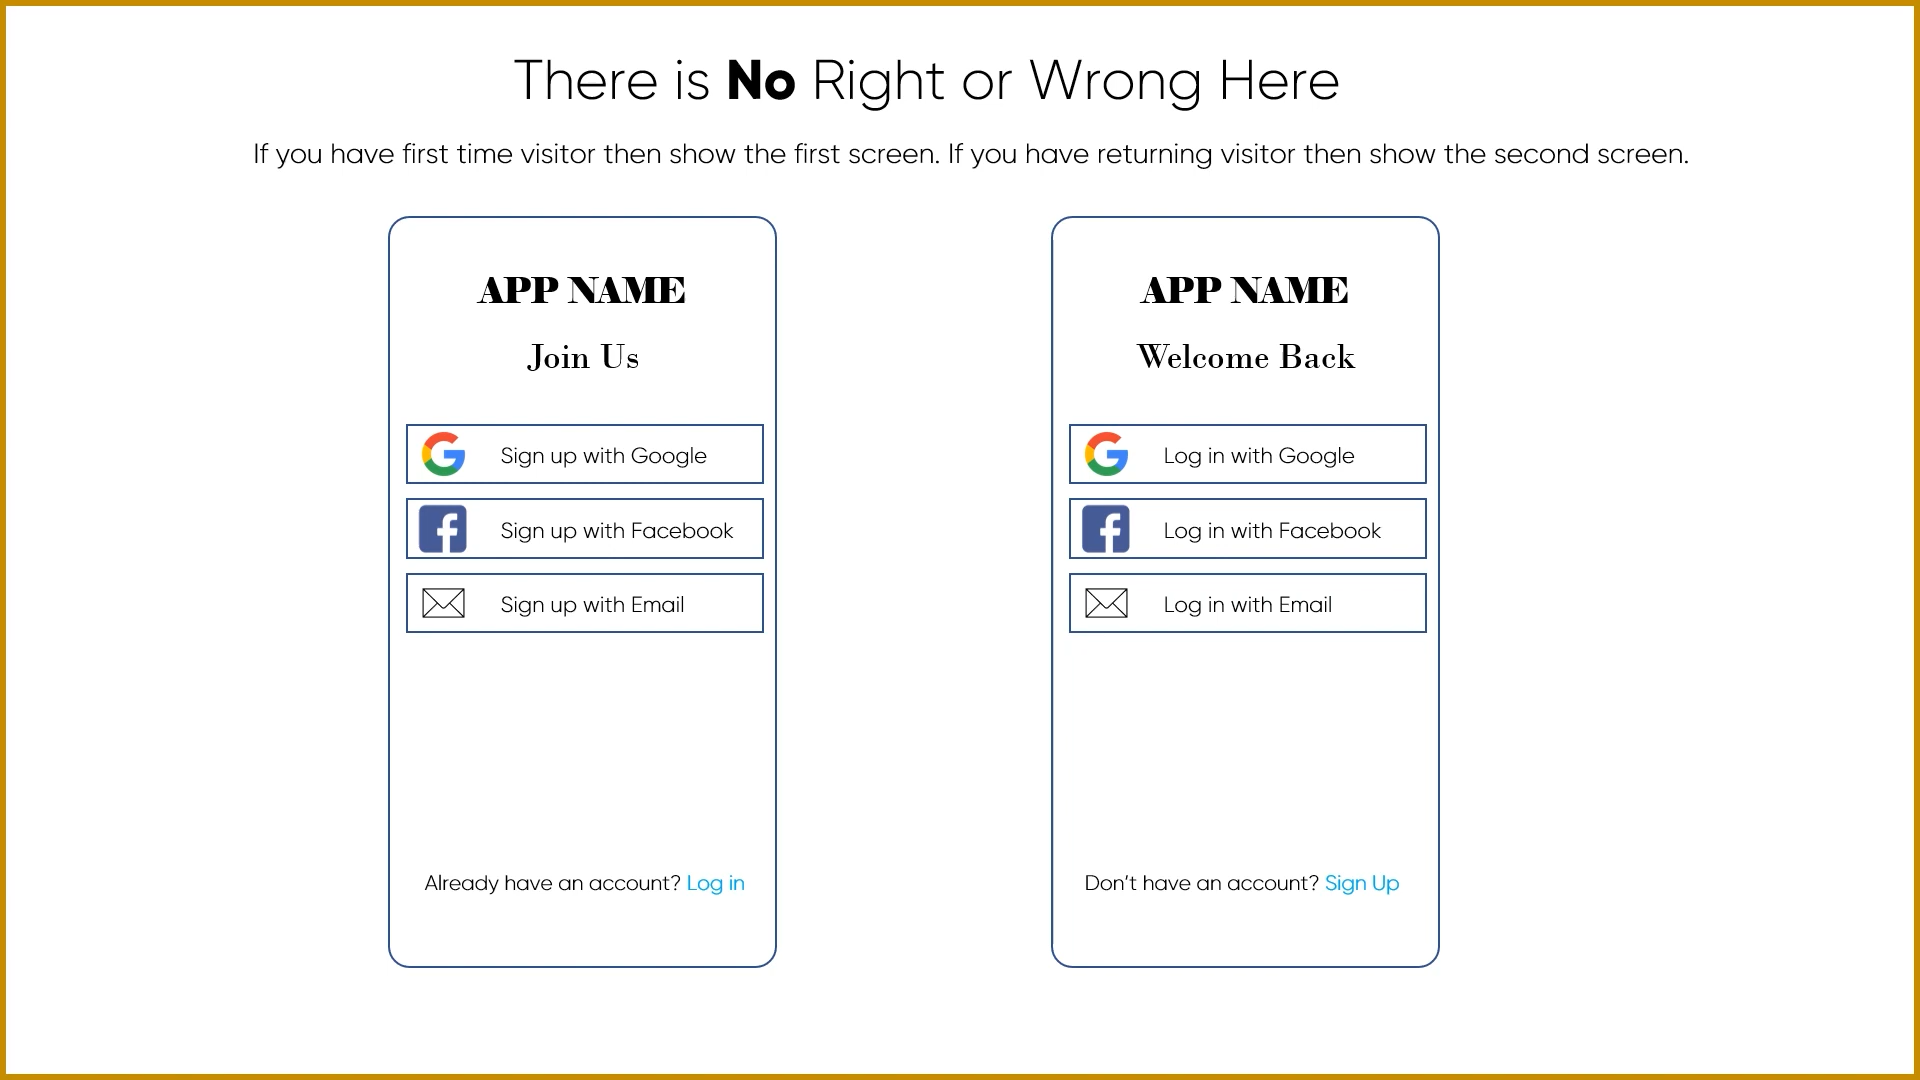 There is No Right or Wrong Here
If you have first time visitor then show the first screen. If you have returning visitor then show the second screen.
APP NAME
Join Us
Sign up with Google
Sign up with Facebook
Sign up with Email
Already have an account? Log in
APP NAME
Welcome Back
Log in with Google
Log in with Facebook
Log in with Email
Don’t have an account? Sign Up